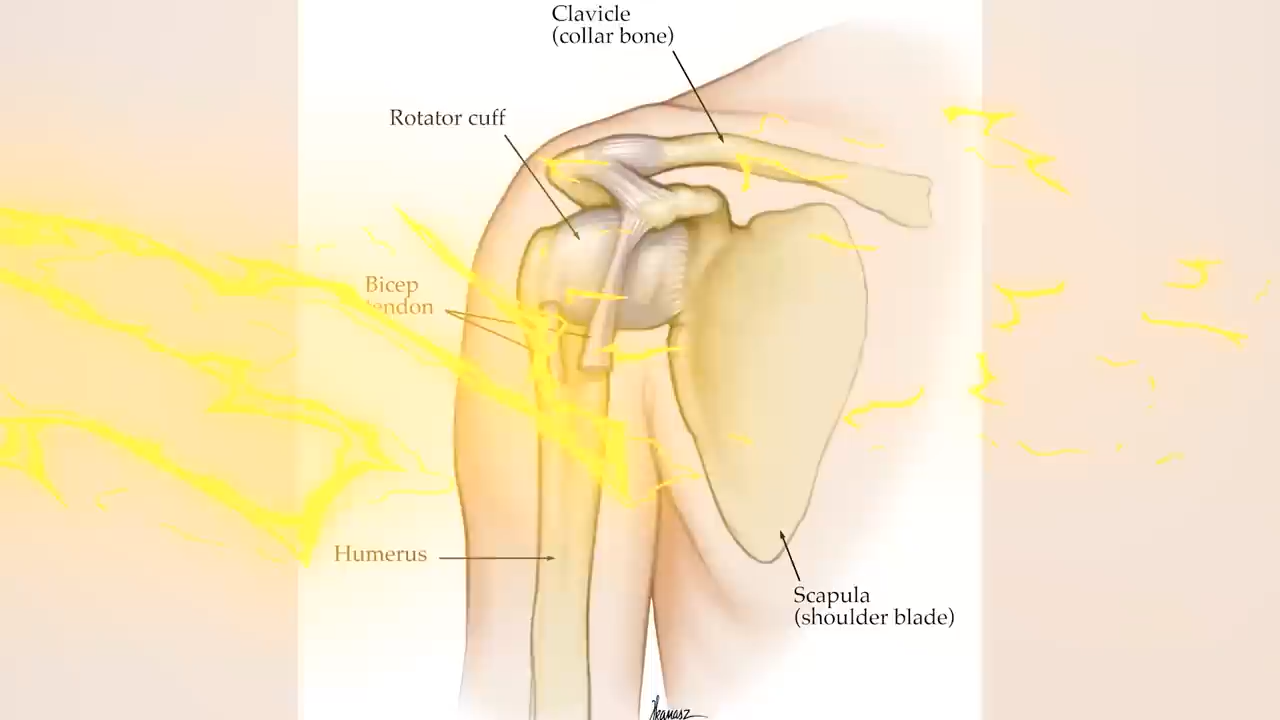 Clavicle
(collar bone)
Rotator cuff
Bicep
tendon
Humerus
Scapula
(shoulder blade)